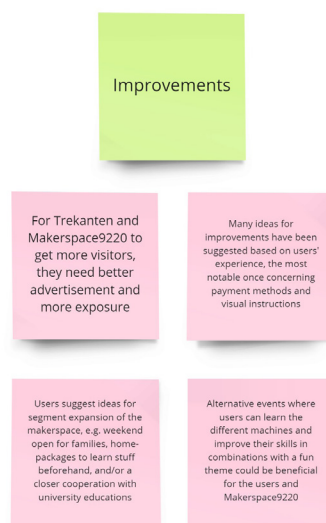 Improvements
For Trekanten and
Makerspace9220 to
get more visitors,
they need better
advertisement and
more exposure
Many ideas for
improvements have been
suggested based on users'
experience, the most
notable once concerning
payment methods and
visual instructions
Users suggest ideas for
segment expansion of the
makerspace, e.g. weekend
open for families, home-
packages to learn stuff
beforehand, and/or a
closer cooperation with
university educations
Alternative events where
users can learn the
different machines and
improve their skills in
combinations with a fun
theme could be beneficial
for the users and
Makerspace9220